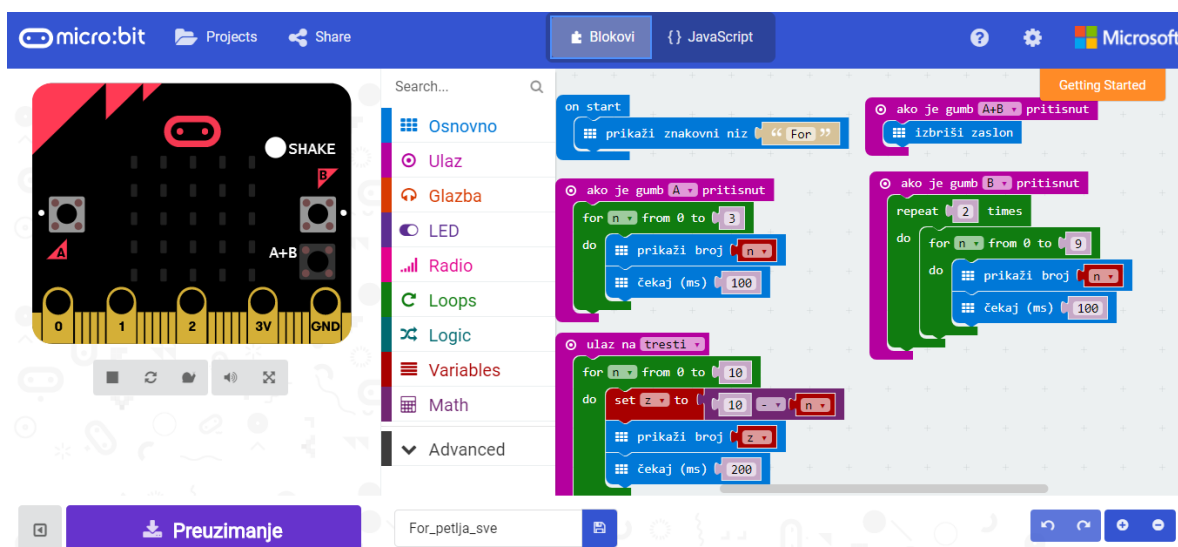 micro:bit Projects Share Blokovi {} JavaScript ? Microsoft
Getting Started
SHAKE
B
A
A+B
0 1 2 3V GND
Search...
Osnovno
Ulaz
Glazba
LED
Radio
Loops
Logic
Variables
Math
Advanced
on start
prikaži znakovni niz “ For ”
ako je gumb A pritisnut
for n from 0 to 3
do prikaži broj n
čekaj (ms) 100
ulaz na tresti
for n from 0 to 10
do set z to 10 - n
prikaži broj z
čekaj (ms) 200
ako je gumb A+B pritisnut
izbriši zaslon
ako je gumb B pritisnut
repeat 2 times
do for n from 0 to 9
do prikaži broj n
čekaj (ms) 100
Preuzimanje
For_petlja_sve